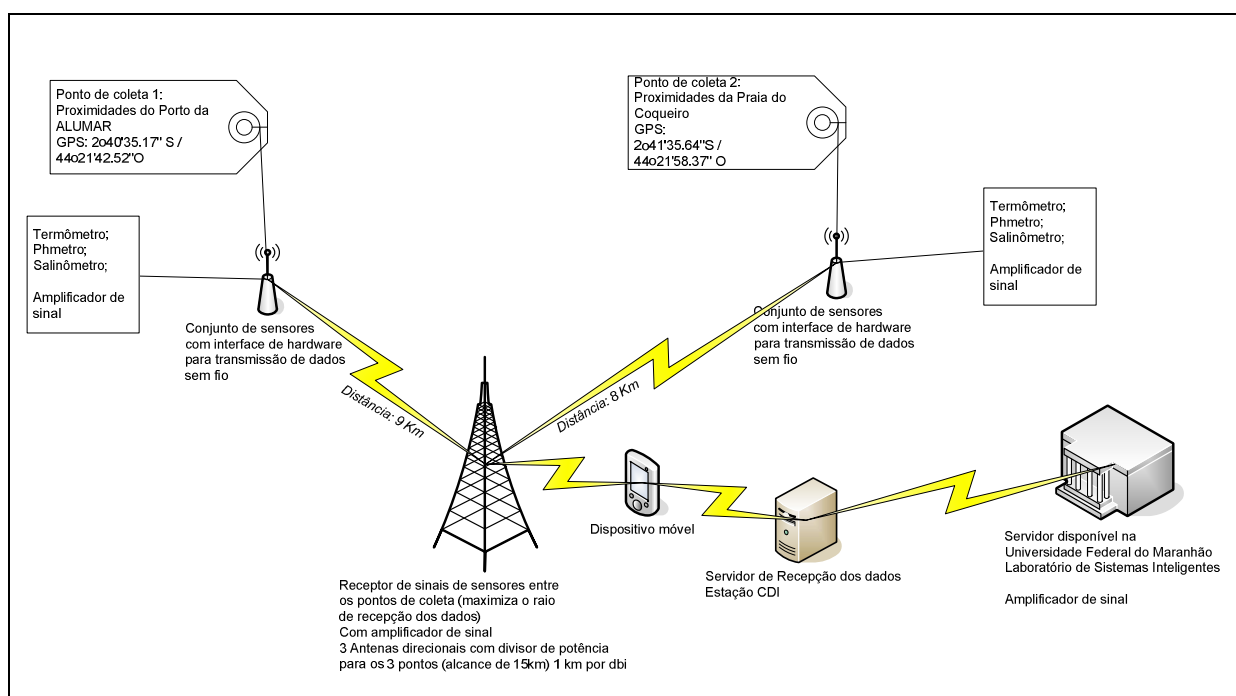 Ponto de coleta 1:
Proximidades do Porto da
ALUMAR
GPS: 2o40'35.17" S /
44o21'42.52"O
Ponto de coleta 2:
Proximidades da Praia do
Coqueiro
GPS:
2o41'35.64"S /
44o21'58.37" O
Termômetro;
Phmetro;
Salinômetro;
Amplificador de
sinal
Termômetro;
Phmetro;
Salinômetro;
Amplificador de
sinal
Conjunto de sensores
com interface de hardware
para transmissão de dados
sem fio
Conjunto de sensores
com interface de hardware
para transmissão de dados
sem fio
Distância: 9 Km
Distância: 8 Km
Dispositivo móvel
Servidor de Recepção dos dados
Estação CDI
Servidor disponível na
Universidade Federal do Maranhão
Laboratório de Sistemas Inteligentes
Amplificador de sinal
Receptor de sinais de sensores entre
os pontos de coleta (maximiza o raio
de recepção dos dados)
Com amplificador de sinal
3 Antenas direcionais com divisor de potência
para os 3 pontos (alcance de 15km) 1 km por dbi